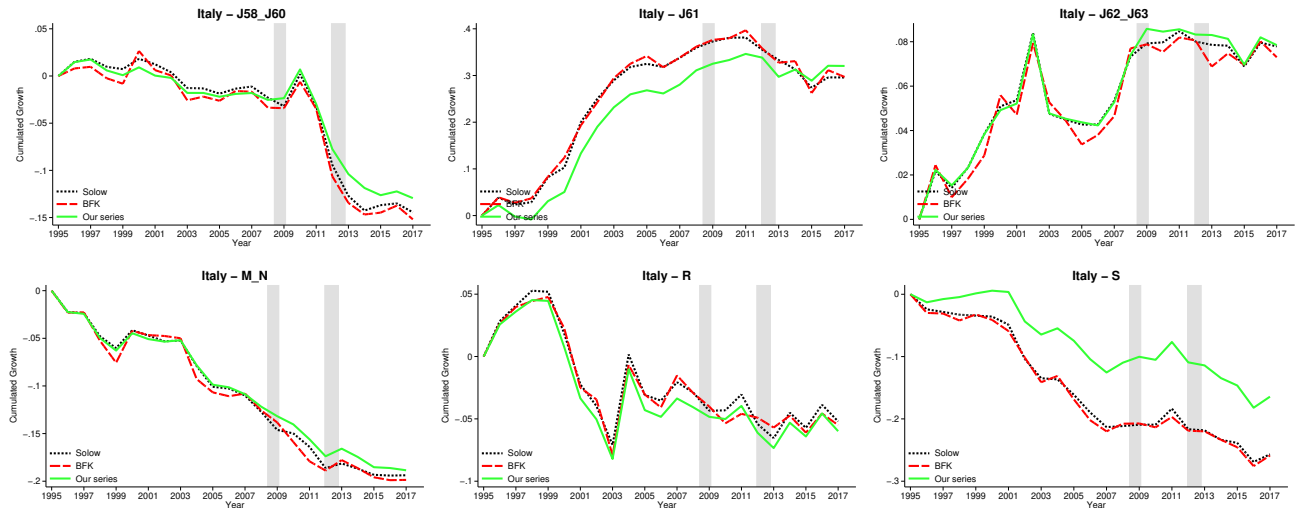 Italy − J58_J60
Cumulated Growth
.05
0
−.05
−.1
−.15
Solow
BFK
Our series
1995 1997 1999 2001 2003 2005 2007 2009 2011 2013 2015 2017
Year
Italy − J61
Cumulated Growth
.4
.3
.2
.1
0
Solow
BFK
Our series
1995 1997 1999 2001 2003 2005 2007 2009 2011 2013 2015 2017
Year
Italy − J62_J63
Cumulated Growth
.08
.06
.04
.02
0
Solow
BFK
Our series
1995 1997 1999 2001 2003 2005 2007 2009 2011 2013 2015 2017
Year
Italy − M_N
Cumulated Growth
0
−.05
−.1
−.15
−.2
Solow
BFK
Our series
1995 1997 1999 2001 2003 2005 2007 2009 2011 2013 2015 2017
Year
Italy − R
Cumulated Growth
.05
0
−.05
−.1
Solow
BFK
Our series
1995 1997 1999 2001 2003 2005 2007 2009 2011 2013 2015 2017
Year
Italy − S
Cumulated Growth
0
−.1
−.2
−.3
Solow
BFK
Our series
1995 1997 1999 2001 2003 2005 2007 2009 2011 2013 2015 2017
Year